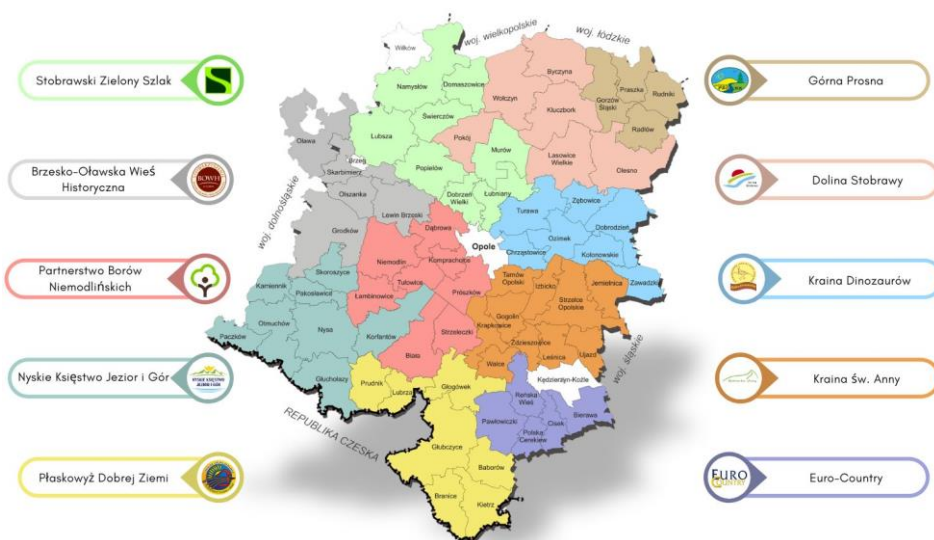 woj. wielkopolskie
woj. łódzkie
Wilków
Stobrawski Zielony Szlak
Namysłów
Domaszowice
Byczyna
Wołczyn
Kluczbork
Gorzów
Śląski
Praszka
Rudniki
Radłów
Górna Prosna
Świerczów
Lubsza
Pokój
Murów
Lasowice
Wielkie
Olesno
Oława
Brzeg
Skarbimierz
Popielów
Dobrzeń
Wielki
Łubniany
Brzesko-Oławska Wieś
Historyczna
BOWH
Dolina Stobrawy
woj. dolnośląskie
Olszanka
Lewin Brzeski
Grodków
Dąbrowa
Opole
Turawa
Zębowice
Dobrodzień
Ozimek
Chrząstowice
Kolonowskie
Zawadzkie
Partnerstwo Borów
Niemodlińskich
Kraina Dinozaurów
Niemodlin
Komprachcice
Tułowice
Łambinowice
Prószków
Skoroszyce
Kamiennik
Pakosławice
Otmuchów
Nysa
Korfantów
Paczków
Głuchołazy
Tarnów
Opolski
Izbicko
Jemielnica
Strzelce
Opolskie
Gogolin
Krapkowice
Strzeleczki
Zdzieszowice
Leśnica
Ujazd
Walce
Biała
woj. śląskie
Nyskie Księstwo Jezior i Gór
NYSKIE KSIĘSTWO
JEZIOR I GÓR
Kraina Św. Anny
Prudnik
Lubrza
Głogówek
Kędzierzyn-Koźle
Reńska
Wieś
Bierawa
Cisek
Pawłowiczki
Polska
Cerekiew
REPUBLIKA CZESKA
Głubczyce
Baborów
Branice
Kietrz
Płaskowyż Dobrej Ziemi
EURO
COUNTRY
Euro-Country